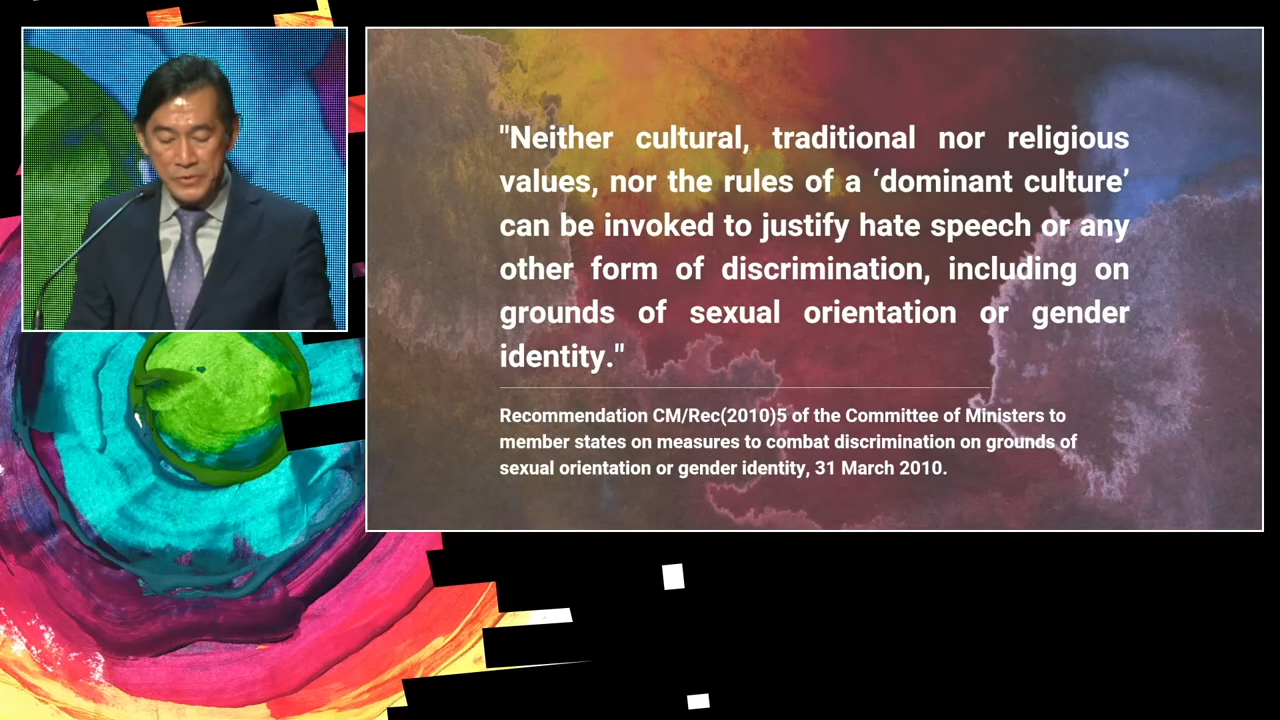 "Neither cultural, traditional nor religious
values, nor the rules of a ‘dominant culture’
can be invoked to justify hate speech or any
other form of discrimination, including on
grounds of sexual orientation or gender
identity."
Recommendation CM/Rec(2010)5 of the Committee of Ministers to
member states on measures to combat discrimination on grounds of
sexual orientation or gender identity, 31 March 2010.